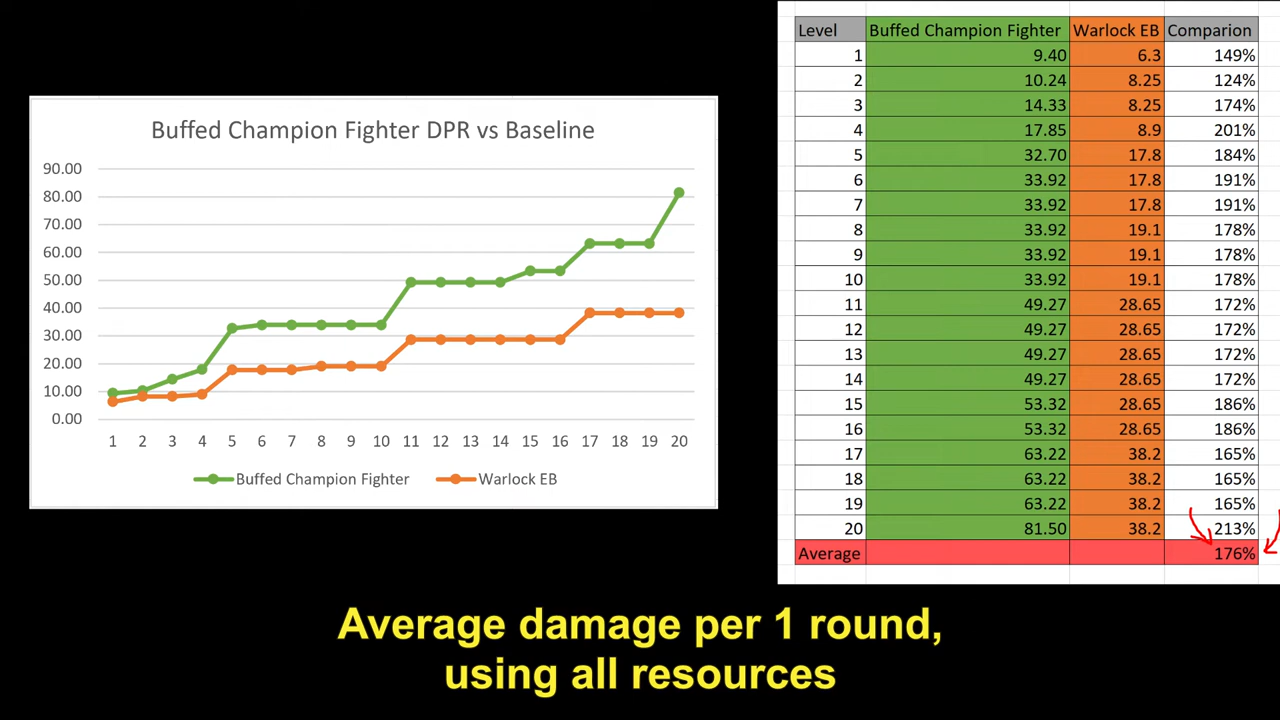 Buffed Champion Fighter DPR vs Baseline
90.00
80.00
70.00
60.00
50.00
40.00
30.00
20.00
10.00
0.00
1 2 3 4 5 6 7 8 9 10 11 12 13 14 15 16 17 18 19 20
Buffed Champion Fighter Warlock EB
Level Buffed Champion Fighter Warlock EB Comparion
1 9.40 6.3 149%
2 10.24 8.25 124%
3 14.33 8.25 174%
4 17.85 8.9 201%
5 32.70 17.8 184%
6 33.92 17.8 191%
7 33.92 17.8 191%
8 33.92 19.1 178%
9 33.92 19.1 178%
10 33.92 19.1 178%
11 49.27 28.65 172%
12 49.27 28.65 172%
13 49.27 28.65 172%
14 49.27 28.65 172%
15 53.32 28.65 186%
16 53.32 28.65 186%
17 63.22 38.2 165%
18 63.22 38.2 165%
19 63.22 38.2 165%
20 81.50 38.2 213%
Average 176%
Average damage per 1 round,
using all resources